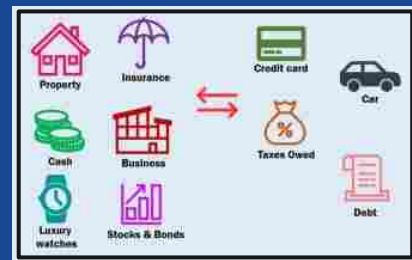 Property
Insurance
Credit card
Car
Cash
Business
%
Taxes Owed
Luxury
watches
Stocks & Bonds
Debt